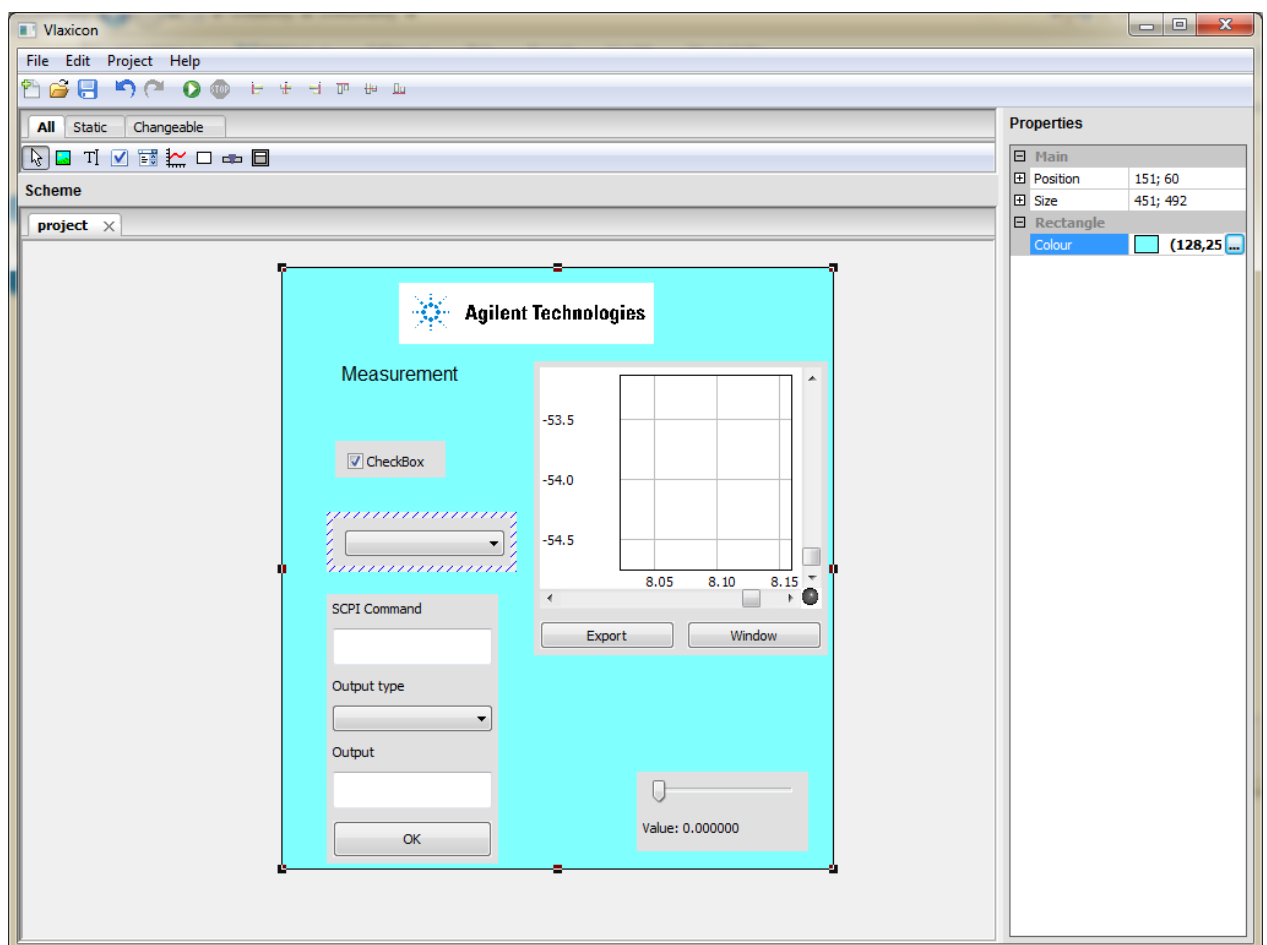 Vlaxicon
File Edit Project Help
STOP
All Static Changeable
Scheme
project
Agilent Technologies
Measurement
CheckBox
-53.5
-54.0
-54.5
8.05 8.10 8.15
Export Window
SCPI Command
Output type
Output
OK
Value: 0.000000
Properties
Main
Position 151; 60
Size 451; 492
Rectangle
Colour (128,25 ...